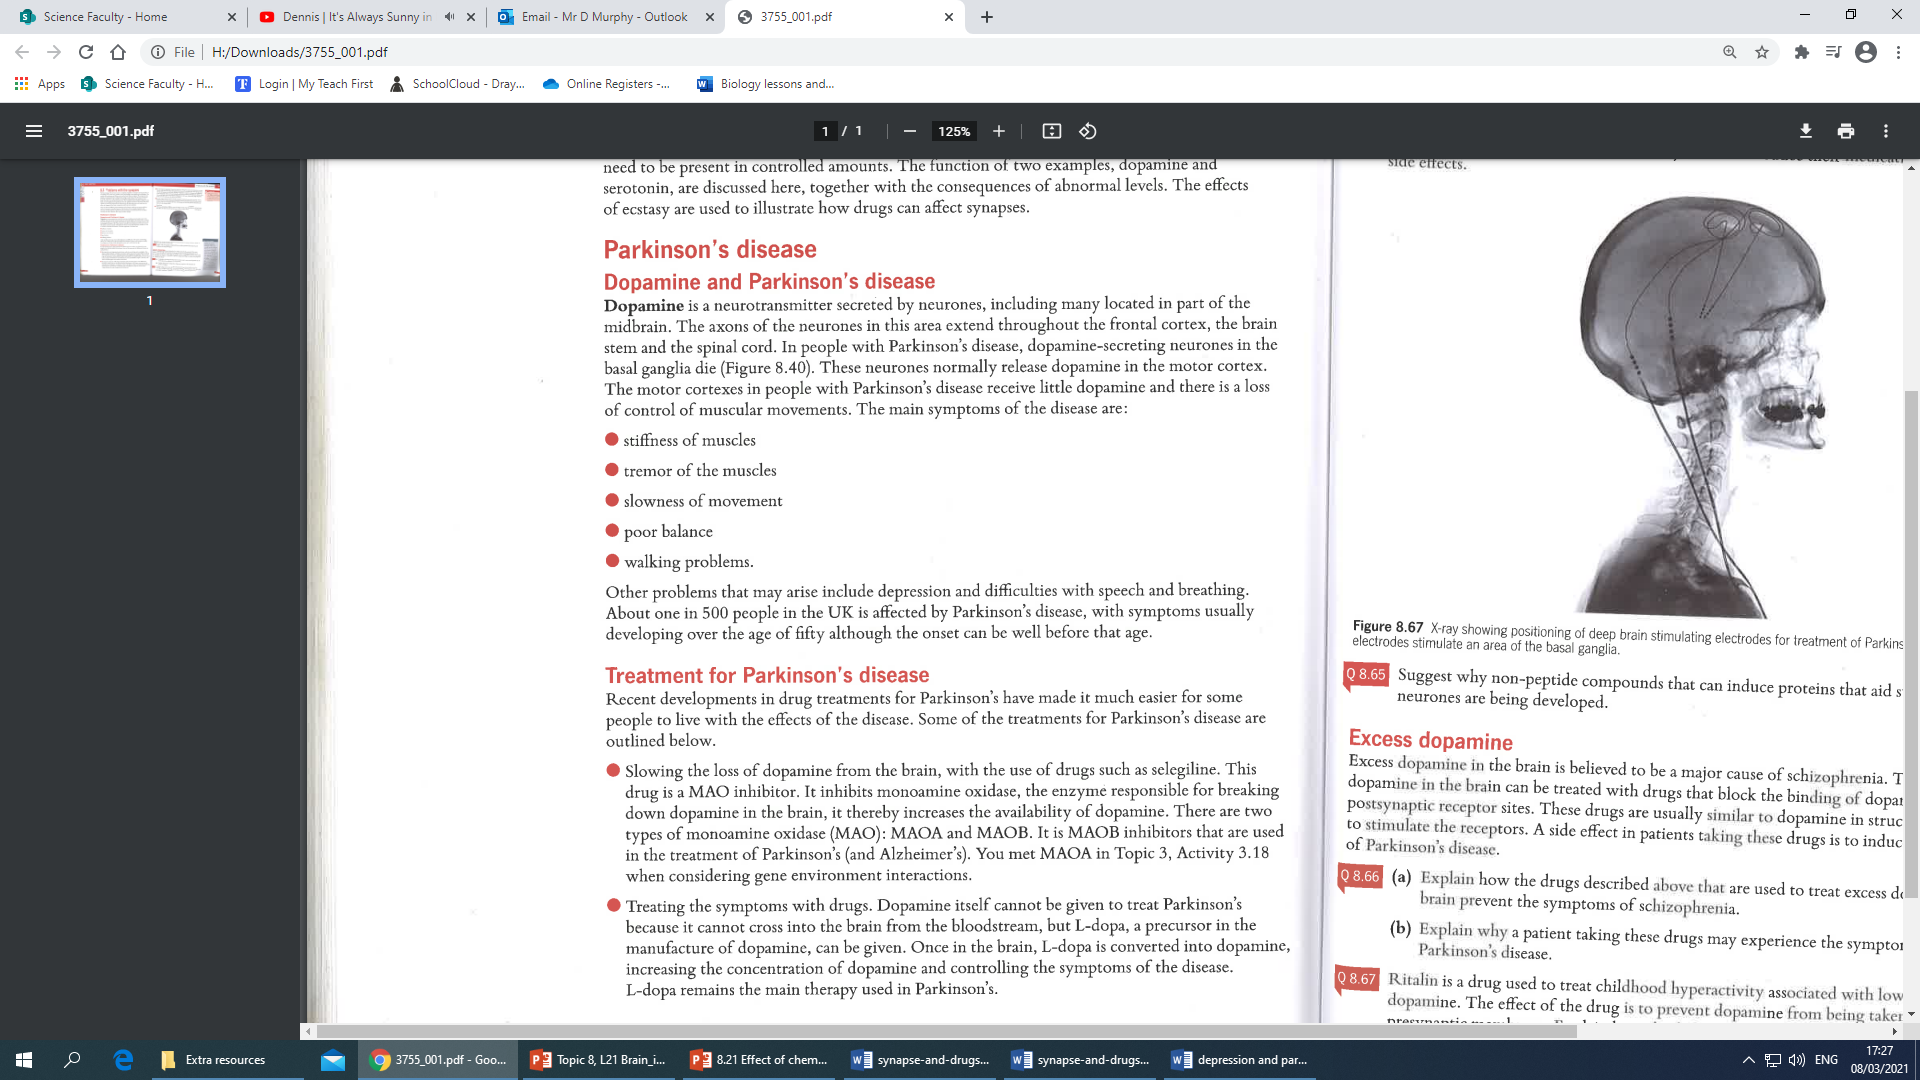 Science Faculty - Home
Dennis | It's Always Sunny in
Email - Mr D Murphy - Outlook
3755_001.pdf
File
H:/Downloads/3755_001.pdf
Apps
Science Faculty - H...
Login | My Teach First
SchoolCloud - Dray...
Online Registers -...
Biology lessons and...
3755_001.pdf
1 / 1
125%
1
need to be present in controlled amounts. The function of two examples, dopamine and
serotonin, are discussed here, together with the consequences of abnormal levels. The effects
of ecstasy are used to illustrate how drugs can affect synapses.
Parkinson's disease
Dopamine and Parkinson's disease
Dopamine is a neurotransmitter secreted by neurones, including many located in part of the
midbrain. The axons of the neurones in this area extend throughout the frontal cortex, the brain
stem and the spinal cord. In people with Parkinson's disease, dopamine-secreting neurones in the
basal ganglia die (Figure 8.40). These neurones normally release dopamine in the motor cortex.
The motor cortexes in people with Parkinson's disease receive little dopamine and there is a loss
of control of muscular movements. The main symptoms of the disease are:
stiffness of muscles
tremor of the muscles
slowness of movement
poor balance
walking problems.
Other problems that may arise include depression and difficulties with speech and breathing.
About one in 500 people in the UK is affected by Parkinson's disease, with symptoms usually
developing over the age of fifty although the onset can be well before that age.
Treatment for Parkinson's disease
Recent developments in drug treatments for Parkinson's have made it much easier for some
people to live with the effects of the disease. Some of the treatments for Parkinson's disease are
outlined below.
Slowing the loss of dopamine from the brain, with the use of drugs such as selegiline. This
drug is a MAO inhibitor. It inhibits monoamine oxidase, the enzyme responsible for breaking
down dopamine in the brain, it thereby increases the availability of dopamine. There are two
types of monoamine oxidase (MAO): MAOA and MAOB. It is MAOB inhibitors that are used
in the treatment of Parkinson's (and Alzheimer's). You met MAOA in Topic 3, Activity 3.18
when considering gene environment interactions.
Treating the symptoms with drugs. Dopamine itself cannot be given to treat Parkinson's
because it cannot cross into the brain from the bloodstream, but L-dopa, a precursor in the
manufacture of dopamine, can be given. Once in the brain, L-dopa is converted into dopamine,
increasing the concentration of dopamine and controlling the symptoms of the disease.
L-dopa remains the main therapy used in Parkinson's.
side effects.
Figure 8.67 X-ray showing positioning of deep brain stimulating electrodes for treatment of Parkins
electrodes stimulate an area of the basal ganglia.
Q 8.65 Suggest why non-peptide compounds that can induce proteins that aid s
neurones are being developed.
Excess dopamine
Excess dopamine in the brain is believed to be a major cause of schizophrenia. T
dopamine in the brain can be treated with drugs that block the binding of dopa
postsynaptic receptor sites. These drugs are usually similar to dopamine in struc
to stimulate the receptors. A side effect in patients taking these drugs is to induc
of Parkinson's disease.
Q 8.66 (a) Explain how the drugs described above that are used to treat excess d
brain prevent the symptoms of schizophrenia.
(b) Explain why a patient taking these drugs may experience the sympto
Parkinson's disease.
Q 8.67 Ritalin is a drug used to treat childhood hyperactivity associated with low
dopamine. The effect of the drug is to prevent dopamine from being taken
Extra resources
3755_001.pdf - Goo...
Topic 8, L21 Brain_i...
8.21 Effect of chem...
synapse-and-drugs...
synapse-and-drugs...
depression and par...
ENG
17:27
08/03/2021